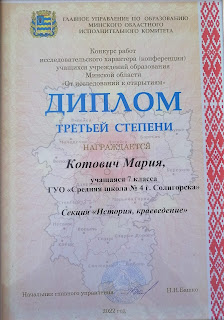 ГЛАВНОЕ УПРАВЛЕНИЕ ПО ОБРАЗОВАНИЮ
МИНСКОГО ОБЛАСТНОГО
ИСПОЛНИТЕЛЬНОГО КОМИТЕТА
Конкурс работ
исследовательского характера (конференция)
учащихся учреждений образования
Минской области
«От исследования к открытиям»
ДИПЛОМ
ТРЕТЬЕЙ СТЕПЕНИ
НАГРАЖДАЕТСЯ
Котович Мария,
учащаяся 7 класса
ГУО «Средняя школа № 4 г. Солигорска»
Секция «История, краеведение»
Начальник главного управления
2022 год